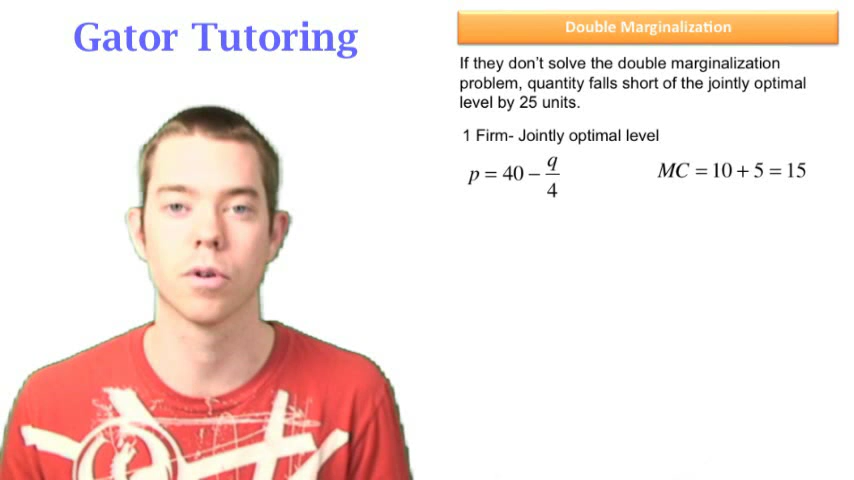 Gator Tutoring
Double Marginalization
If they don't solve the double marginalization
problem, quantity falls short of the jointly optimal
level by 25 units.
1 Firm- Jointly optimal level
p = 40 − q/4
MC = 10 + 5 = 15